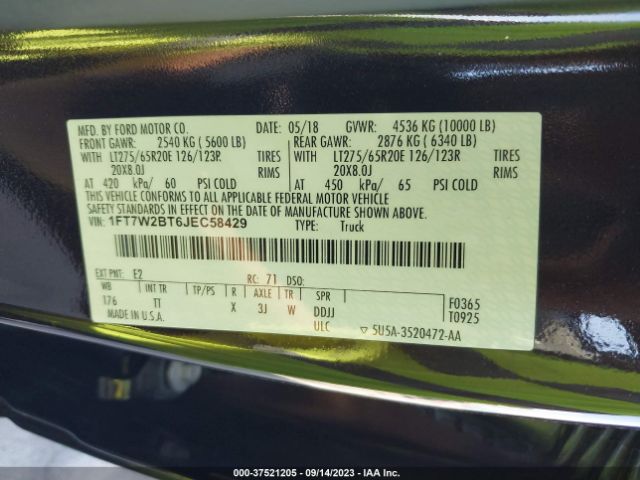 MFD. BY FORD MOTOR CO. DATE: 05/18 GVWR: 4536 KG (10000 LB)
FRONT GAWR: 2540 KG ( 5600 LB) REAR GAWR: 2876 KG ( 6340 LB)
WITH LT275/65R20E 126/123R TIRES WITH LT275/65R20E 126/123R TIRES
20X8.0J RIMS 20X8.0J RIMS
AT 420 kPa/ 60 PSI COLD AT 450 kPa/ 65 PSI COLD
THIS VEHICLE CONFORMS TO ALL APPLICABLE FEDERAL MOTOR VEHICLE
SAFETY STANDARDS IN EFFECT ON THE DATE OF MANUFACTURE SHOWN ABOVE.
VIN: 1FT7W2BT6JEC58429 TYPE: Truck
EXT PNT: E2 RC: 71 DSO:
WB INT TR TP/PS R AXLE TR SPR
176 TT X 3J W DDJJ F0365
MADE IN U.S.A. ULC T0925
▽ 5U5A-3520472-AA
000-37521205 - 09/14/2023 - IAA Inc.